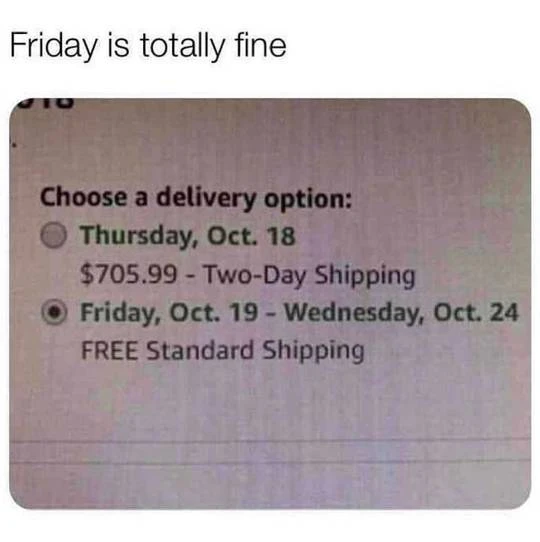 Friday is totally fine
Choose a delivery option:
Thursday, Oct. 18
$705.99 - Two-Day Shipping
Friday, Oct. 19 - Wednesday, Oct. 24
FREE Standard Shipping